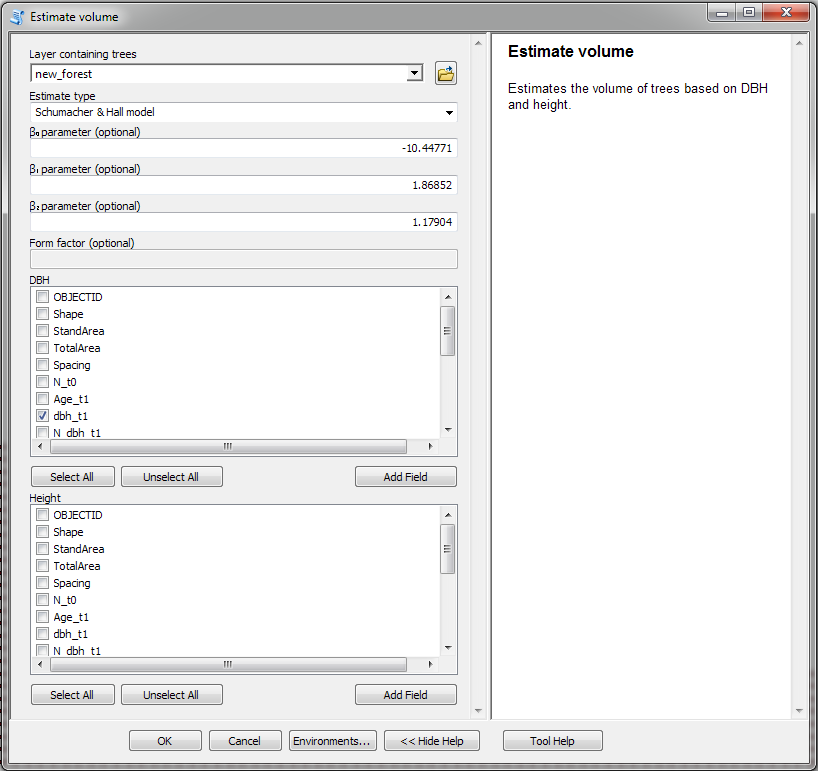 Estimate volume
Layer containing trees
new_forest
Estimate type
Schumacher & Hall model
β₀ parameter (optional)
-10.44771
β₁ parameter (optional)
1.86852
β₂ parameter (optional)
1.17904
Form factor (optional)
DBH
OBJECTID
Shape
StandArea
TotalArea
Spacing
N_t0
Age_t1
dbh_t1
N_dbh_t1
Select All Unselect All Add Field
Height
OBJECTID
Shape
StandArea
TotalArea
Spacing
N_t0
Age_t1
dbh_t1
N_dbh_t1
Select All Unselect All Add Field
Estimate volume
Estimates the volume of trees based on DBH
and height.
OK Cancel Environments... << Hide Help Tool Help